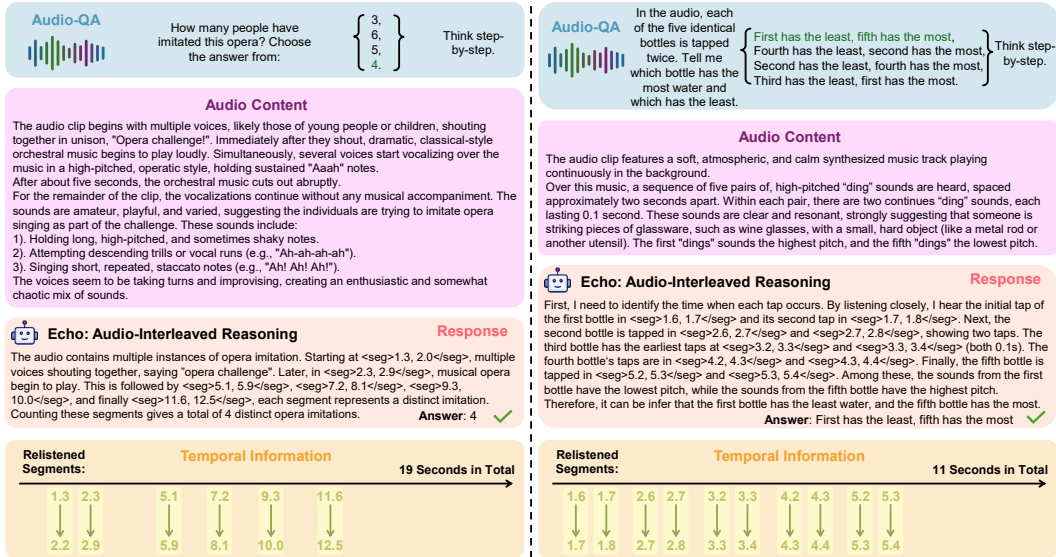 Audio-QA
How many people have
imitated this opera? Choose
the answer from:
3,
6,
5,
4.
Think step-
by-step.
Audio Content
The audio clip begins with multiple voices, likely those of young people or children, shouting
together in unison, "Opera challenge!". Immediately after they shout, dramatic, classical-style
orchestral music begins to play loudly. Simultaneously, several voices start vocalizing over the
music in a high-pitched, operatic style, holding sustained "Aaah" notes.
After about five seconds, the orchestral music cuts out abruptly.
For the remainder of the clip, the vocalizations continue without any musical accompaniment. The
sounds are amateur, playful, and varied, suggesting the individuals are trying to imitate opera
singing as part of the challenge. These sounds include:
1). Holding long, high-pitched, and sometimes shaky notes.
2). Attempting descending trills or vocal runs (e.g., "Ah-ah-ah-ah").
3). Singing short, repeated, staccato notes (e.g., "Ah! Ah! Ah!").
The voices seem to be taking turns and improvising, creating an enthusiastic and somewhat
chaotic mix of sounds.
Echo: Audio-Interleaved Reasoning
Response
The audio contains multiple instances of opera imitation. Starting at <seg>1.3, 2.0</seg>, multiple
voices shouting together, saying "opera challenge". Later, in <seg>2.3, 2.9</seg>, musical opera
begin to play. This is followed by <seg>5.1, 5.9</seg>, <seg>7.2, 8.1</seg>, <seg>9.3,
10.0</seg>, and finally <seg>11.6, 12.5</seg>, each segment represents a distinct imitation.
Counting these segments gives a total of 4 distinct opera imitations.
Answer: 4
Relistened
Segments:
Temporal Information
19 Seconds in Total
1.3 2.3 5.1 7.2 9.3 11.6
2.2 2.9 5.9 8.1 10.0 12.5
Audio-QA
In the audio, each
of the five identical
bottles is tapped
twice. Tell me
which bottle has the
most water and
which has the least.
First has the least, fifth has the most,
Fourth has the least, second has the most,
Second has the least, fourth has the most,
Third has the least, first has the most.
Think step-
by-step.
Audio Content
The audio clip features a soft, atmospheric, and calm synthesized music track playing
continuously in the background.
Over this music, a sequence of five pairs of, high-pitched "ding" sounds are heard, spaced
approximately two seconds apart. Within each pair, there are two continues "ding" sounds, each
lasting 0.1 second. These sounds are clear and resonant, strongly suggesting that someone is
striking pieces of glassware, such as wine glasses, with a small, hard object (like a metal rod or
another utensil). The first "dings" sounds the highest pitch, and the fifth "dings" the lowest pitch.
Echo: Audio-Interleaved Reasoning
Response
First, I need to identify the time when each tap occurs. By listening closely, I hear the initial tap of
the first bottle in <seg>1.6, 1.7</seg> and its second tap in <seg>1.7, 1.8</seg>. Next, the
second bottle is tapped in <seg>2.6, 2.7</seg> and <seg>2.7, 2.8</seg>, showing two taps. The
third bottle has the earliest taps at <seg>3.2, 3.3</seg> and <seg>3.3, 3.4</seg> (both 0.1s). The
fourth bottle's taps are in <seg>4.2, 4.3</seg> and <seg>4.3, 4.4</seg>. Finally, the fifth bottle is
tapped in <seg>5.2, 5.3</seg> and <seg>5.3, 5.4</seg>. Among these, the sounds from the first
bottle have the lowest pitch, while the sounds from the fifth bottle have the highest pitch.
Therefore, it can be infer that the first bottle has the least water, and the fifth bottle has the most.
Answer: First has the least, fifth has the most
Relistened
Segments:
Temporal Information
11 Seconds in Total
1.6 1.7 2.6 2.7 3.2 3.3 4.2 4.3 5.2 5.3
1.7 1.8 2.7 2.8 3.3 3.4 4.3 4.4 5.3 5.4